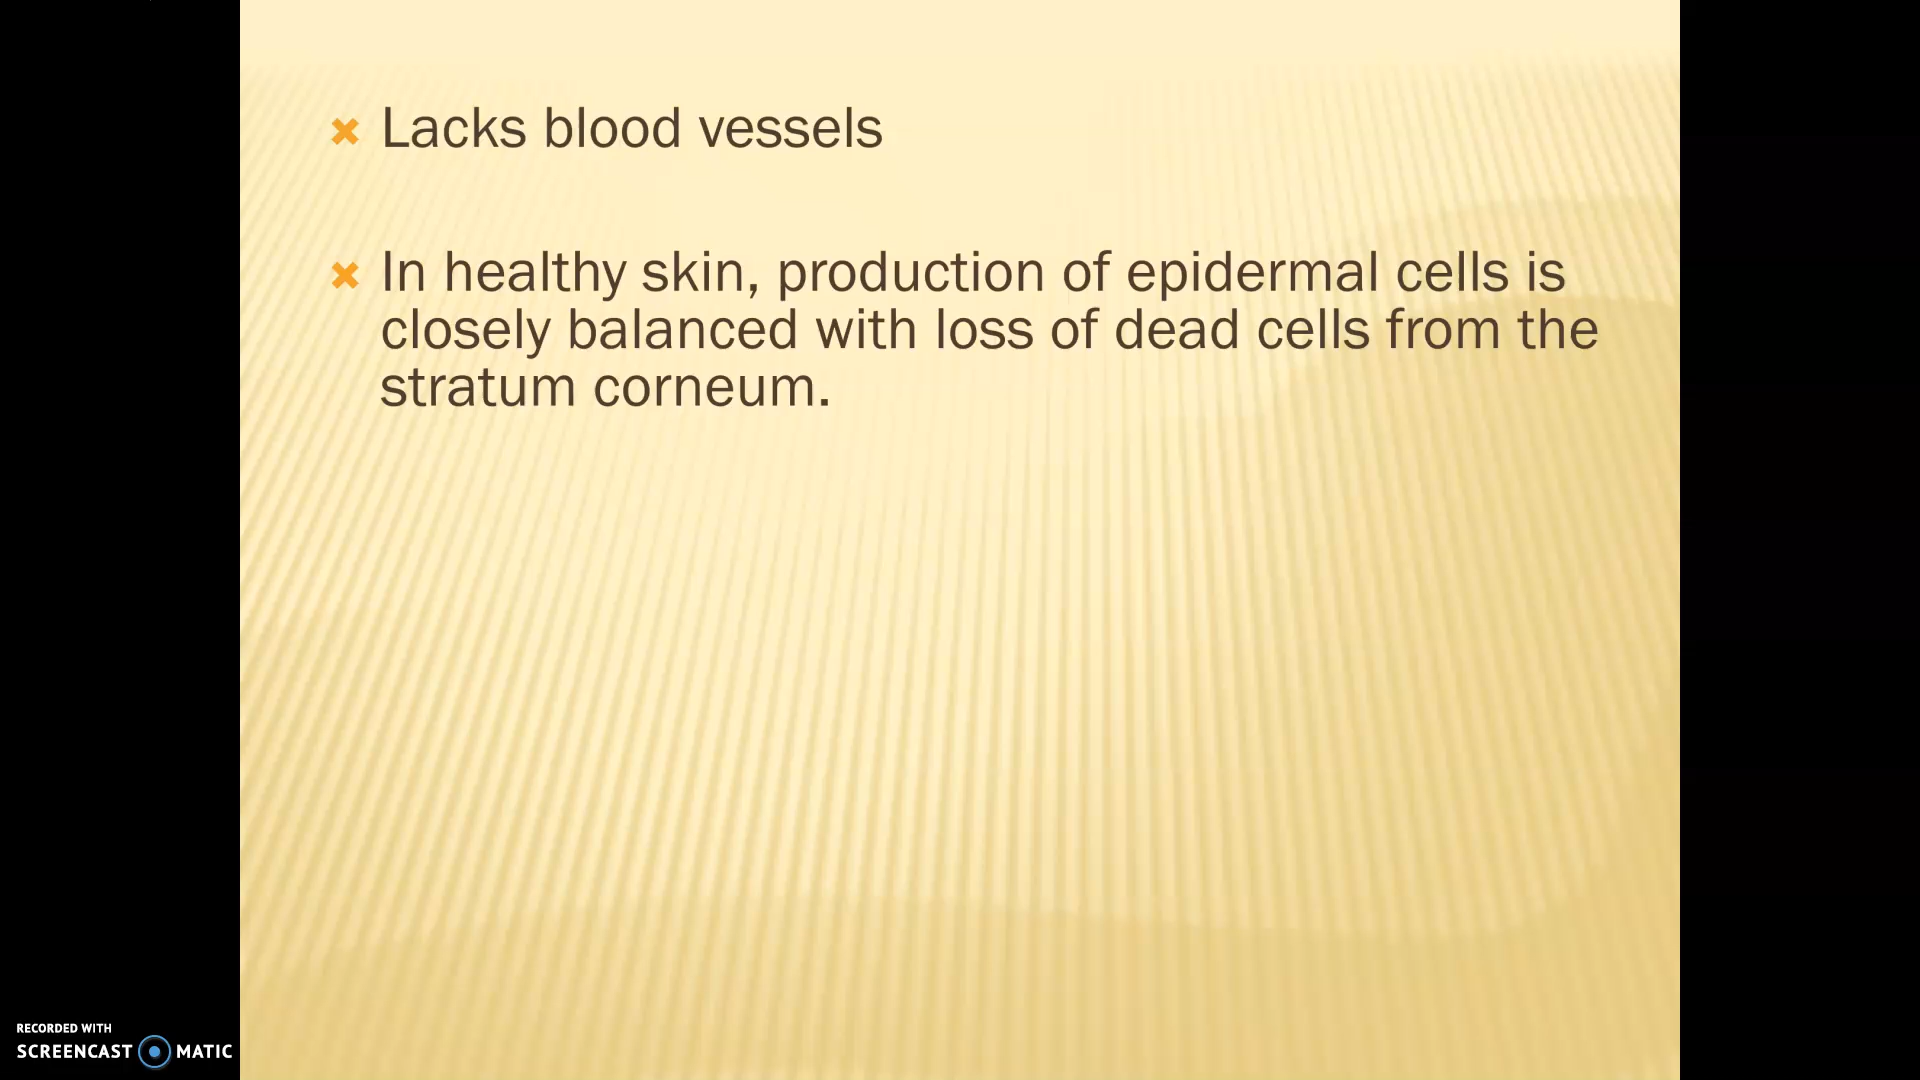 Lacks blood vessels
In healthy skin, production of epidermal cells is
closely balanced with loss of dead cells from the
stratum corneum.
RECORDED WITH
SCREENCAST MATIC